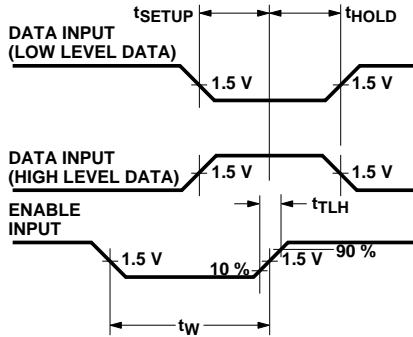 tSETUP tHOLD
DATA INPUT
(LOW LEVEL DATA)
1.5 V 1.5 V
DATA INPUT
(HIGH LEVEL DATA)
1.5 V 1.5 V
tTLH
ENABLE
INPUT
90 %
1.5 V 10 % 1.5 V
tW